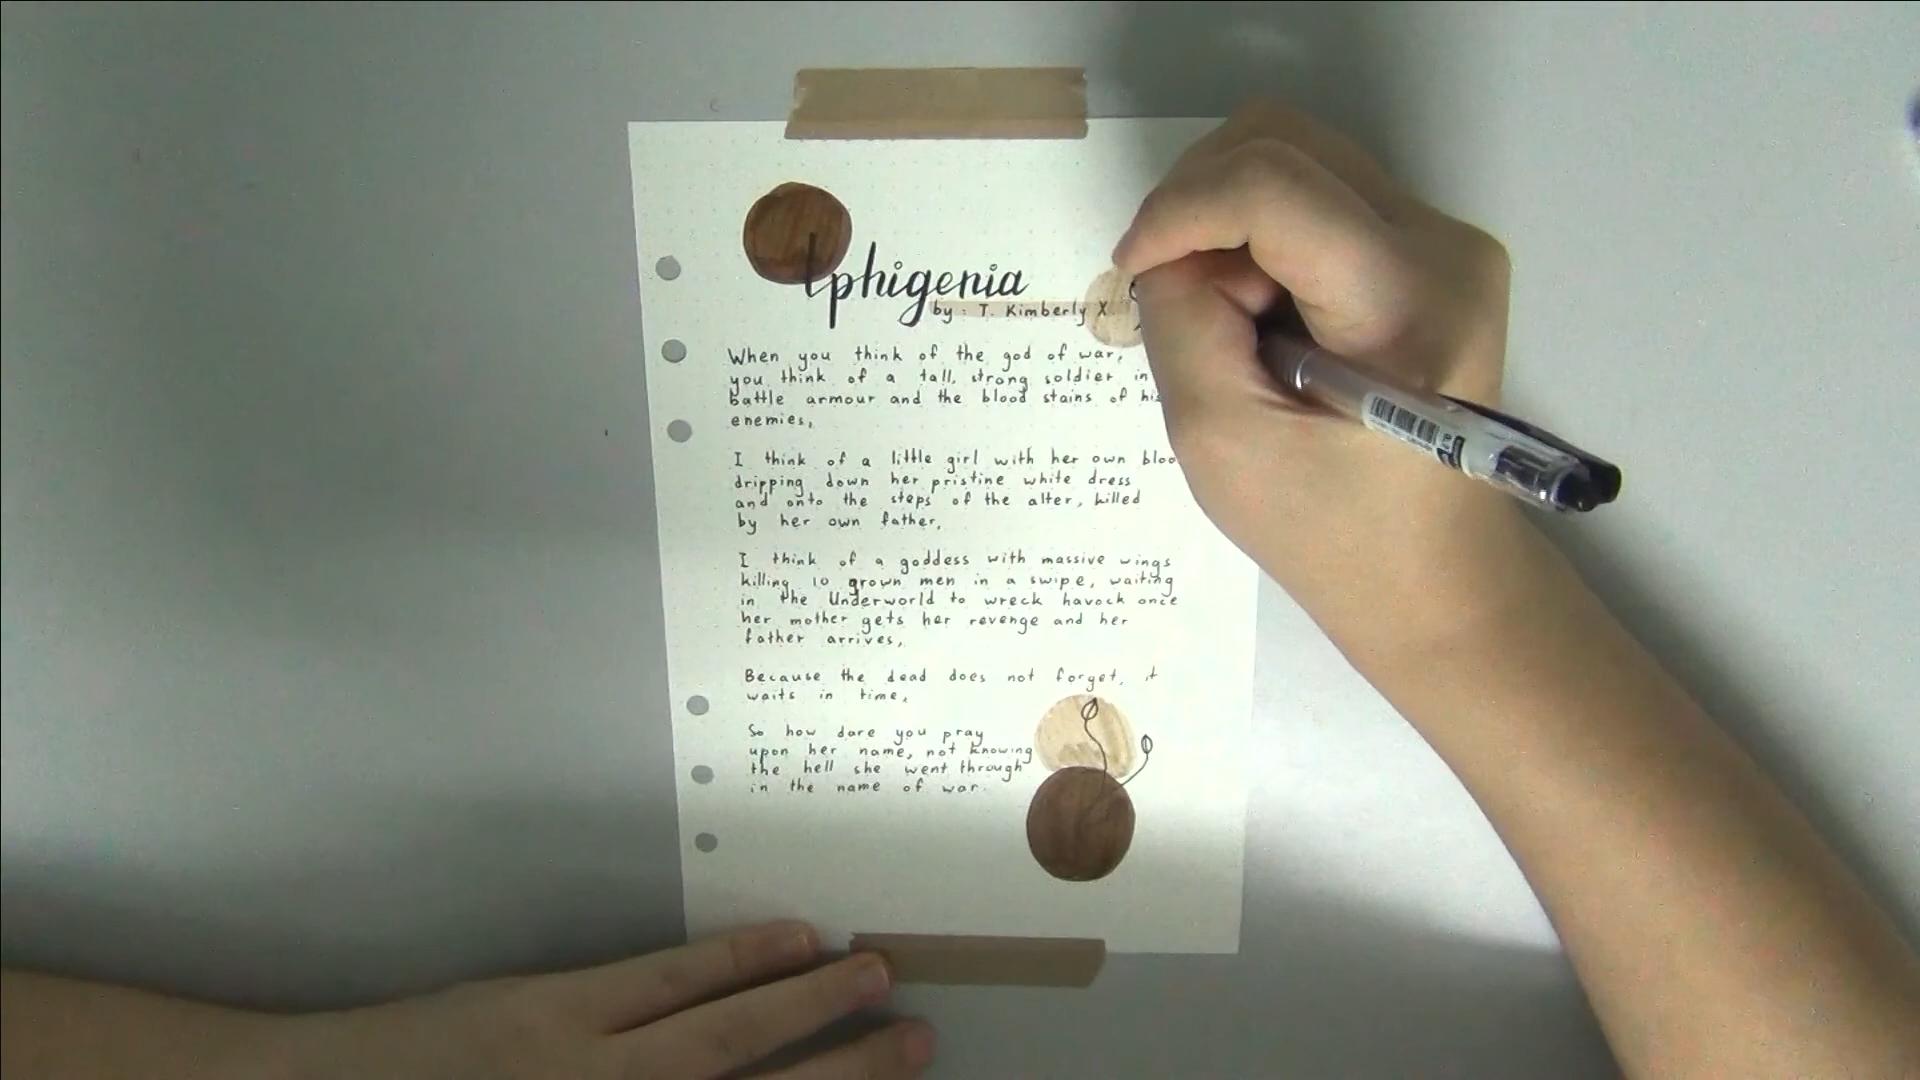 Iphigenia
by: T. Kimberly X
When you think of the god of war,
you think of a tall, strong soldier in
battle armour and the blood stains of his
enemies,
I think of a little girl with her own bloo
dripping down her pristine white dress
and onto the steps of the alter, killed
by her own father,
I think of a goddess with massive wings
killing 10 grown men in a swipe, waiting
in the Underworld to wreck havock once
her mother gets her revenge and her
father arrives,
Because the dead does not forget, it
waits in time,
So how dare you pray
upon her name, not knowing
the hell she went through
in the name of war.